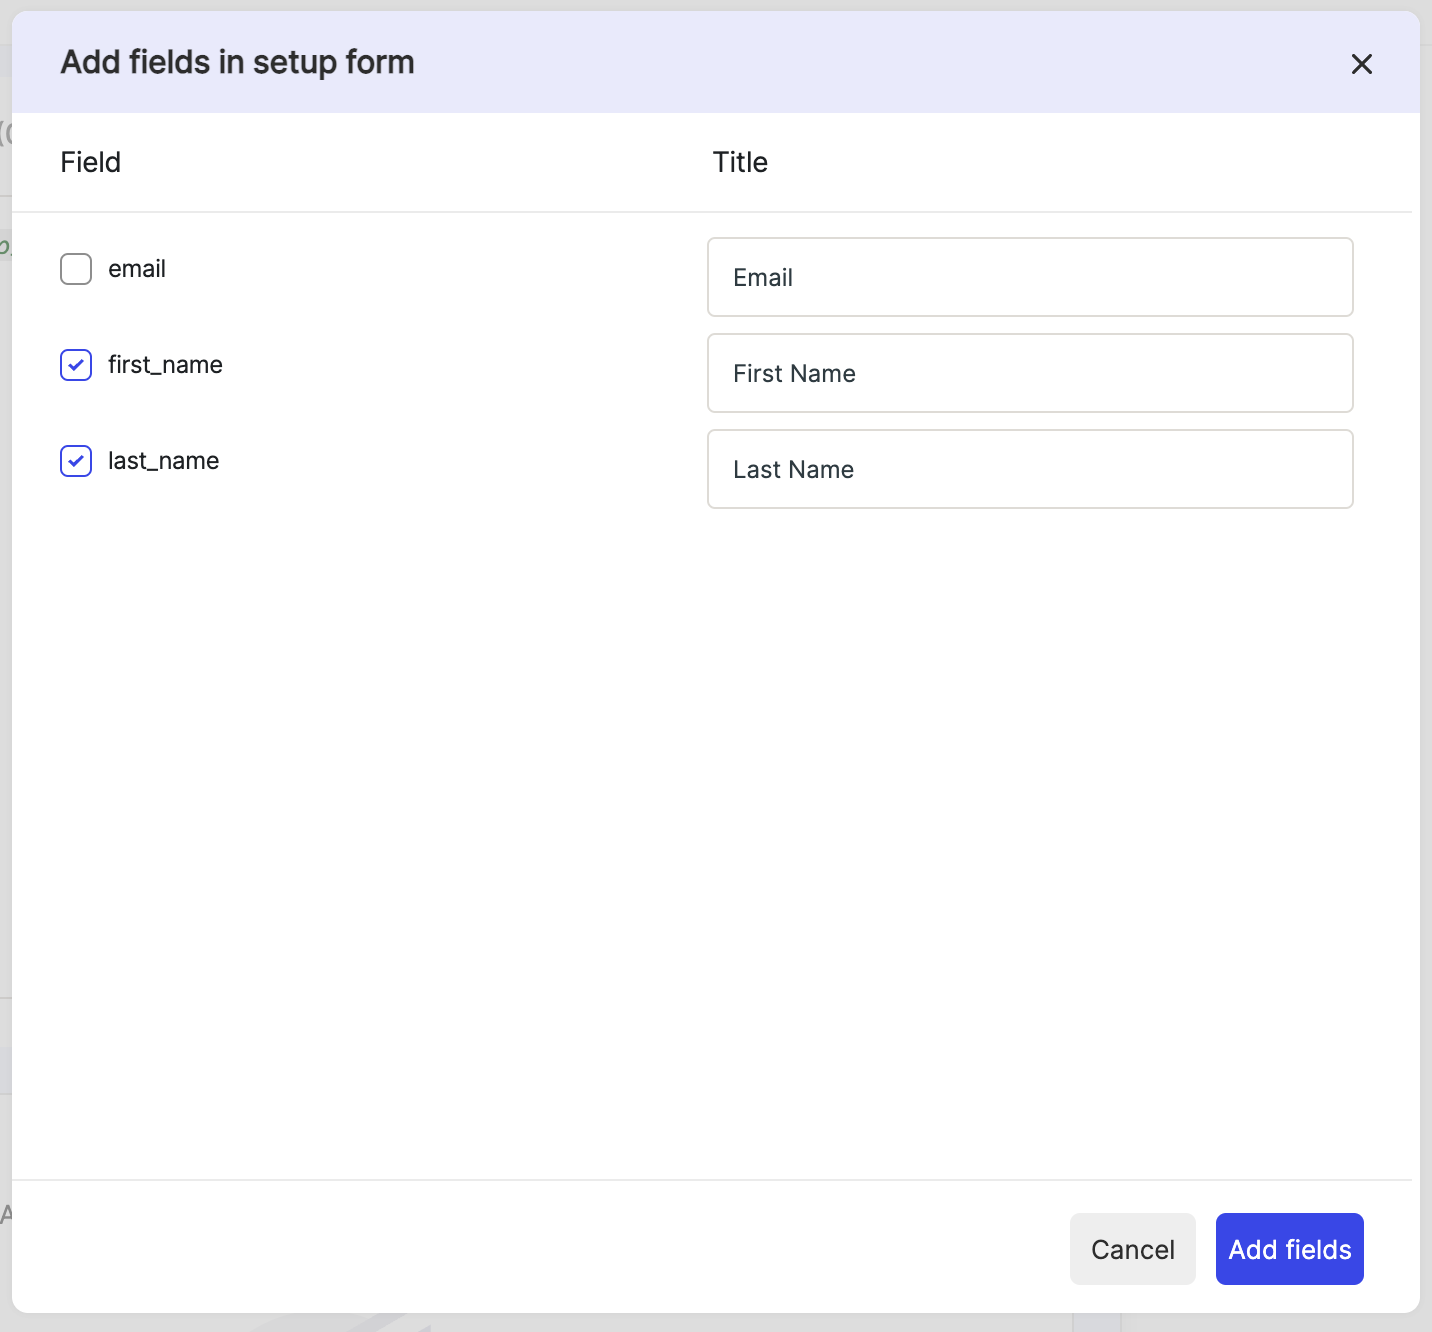 Add fields in setup form
Field Title
email Email
first_name First Name
last_name Last Name
Cancel Add fields